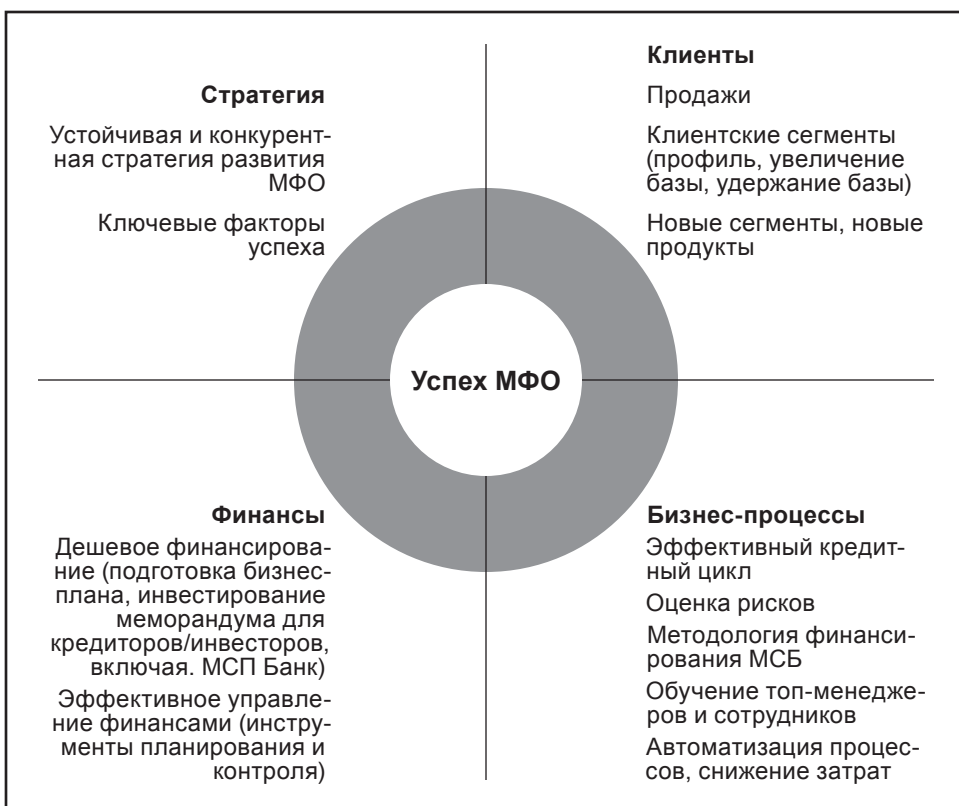 Стратегия
Устойчивая и конкурент-
ная стратегия развития
МФО
Ключевые факторы
успеха
Клиенты
Продажи
Клиентские сегменты
(профиль, увеличение
базы, удержание базы)
Новые сегменты, новые
продукты
Успех МФО
Финансы
Дешевое финансирова-
ние (подготовка бизнес-
плана, инвестирование
меморандума для
кредиторов/инвесторов,
включая. МСП Банк)
Эффективное управле-
ние финансами (инстру-
менты планирования и
контроля)
Бизнес-процессы
Эффективный кредит-
ный цикл
Оценка рисков
Методология финанси-
рования МСБ
Обучение топ-менедже-
ров и сотрудников
Автоматизация процес-
сов, снижение затрат